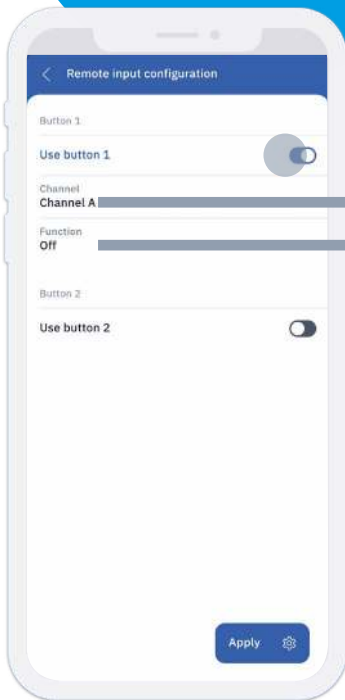 Remote input configuration
Button 1
Use button 1
Channel
Channel A
Function
Off
Button 2
Use button 2
Apply